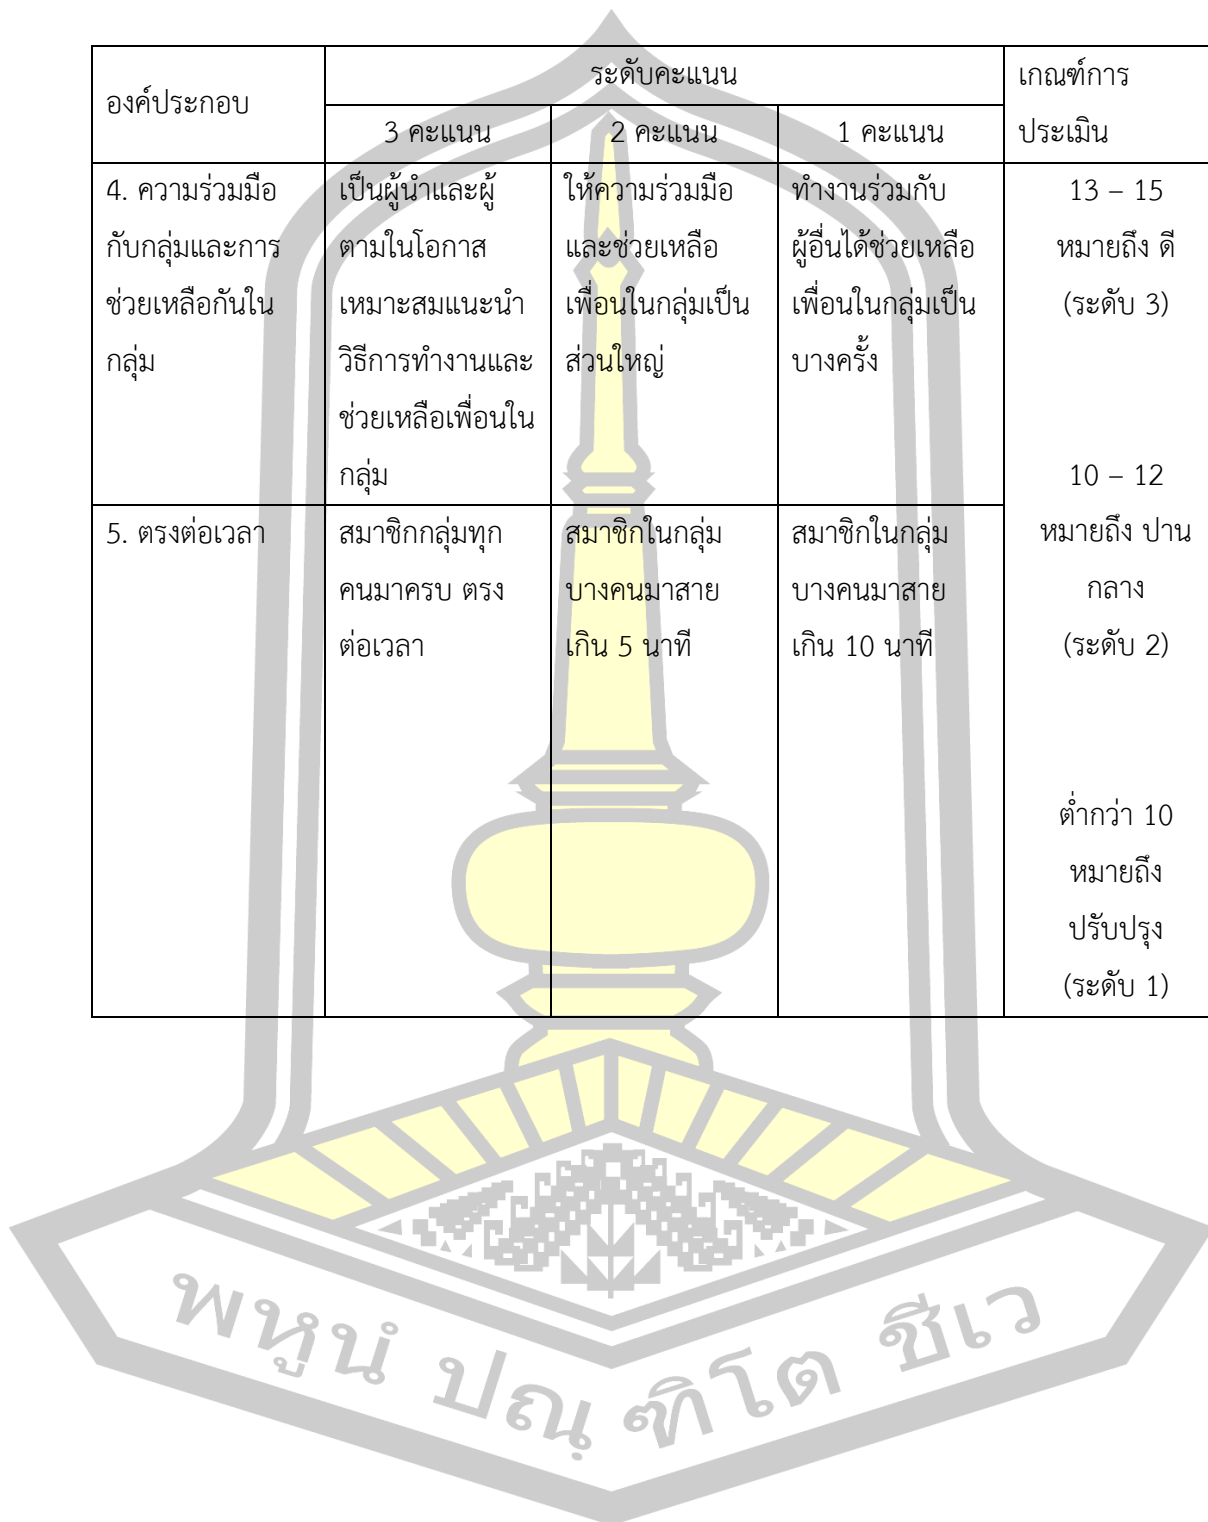 องค์ประกอบ
ระดับคะแนน
เกณฑ์การ
ประเมิน
3 คะแนน
2 คะแนน
1 คะแนน
4. ความร่วมมือ
กับกลุ่มและการ
ช่วยเหลือกันใน
กลุ่ม
เป็นผู้นำและผู้
ตามในโอกาส
เหมาะสมแนะนำ
วิธีการทำงานและ
ช่วยเหลือเพื่อนใน
กลุ่ม
ให้ความร่วมมือ
และช่วยเหลือ
เพื่อนในกลุ่มเป็น
ส่วนใหญ่
ทำงานร่วมกับ
ผู้อื่นได้ช่วยเหลือ
เพื่อนในกลุ่มเป็น
บางครั้ง
13 – 15
หมายถึง ดี
(ระดับ 3)
10 – 12
หมายถึง ปาน
กลาง
(ระดับ 2)
ต่ำกว่า 10
หมายถึง
ปรับปรุง
(ระดับ 1)
5. ตรงต่อเวลา
สมาชิกกลุ่มทุก
คนมาครบ ตรง
ต่อเวลา
สมาชิกในกลุ่ม
บางคนมาสาย
เกิน 5 นาที
สมาชิกในกลุ่ม
บางคนมาสาย
เกิน 10 นาที
พหูนํ ปณฺ ฑิโต ชีเว